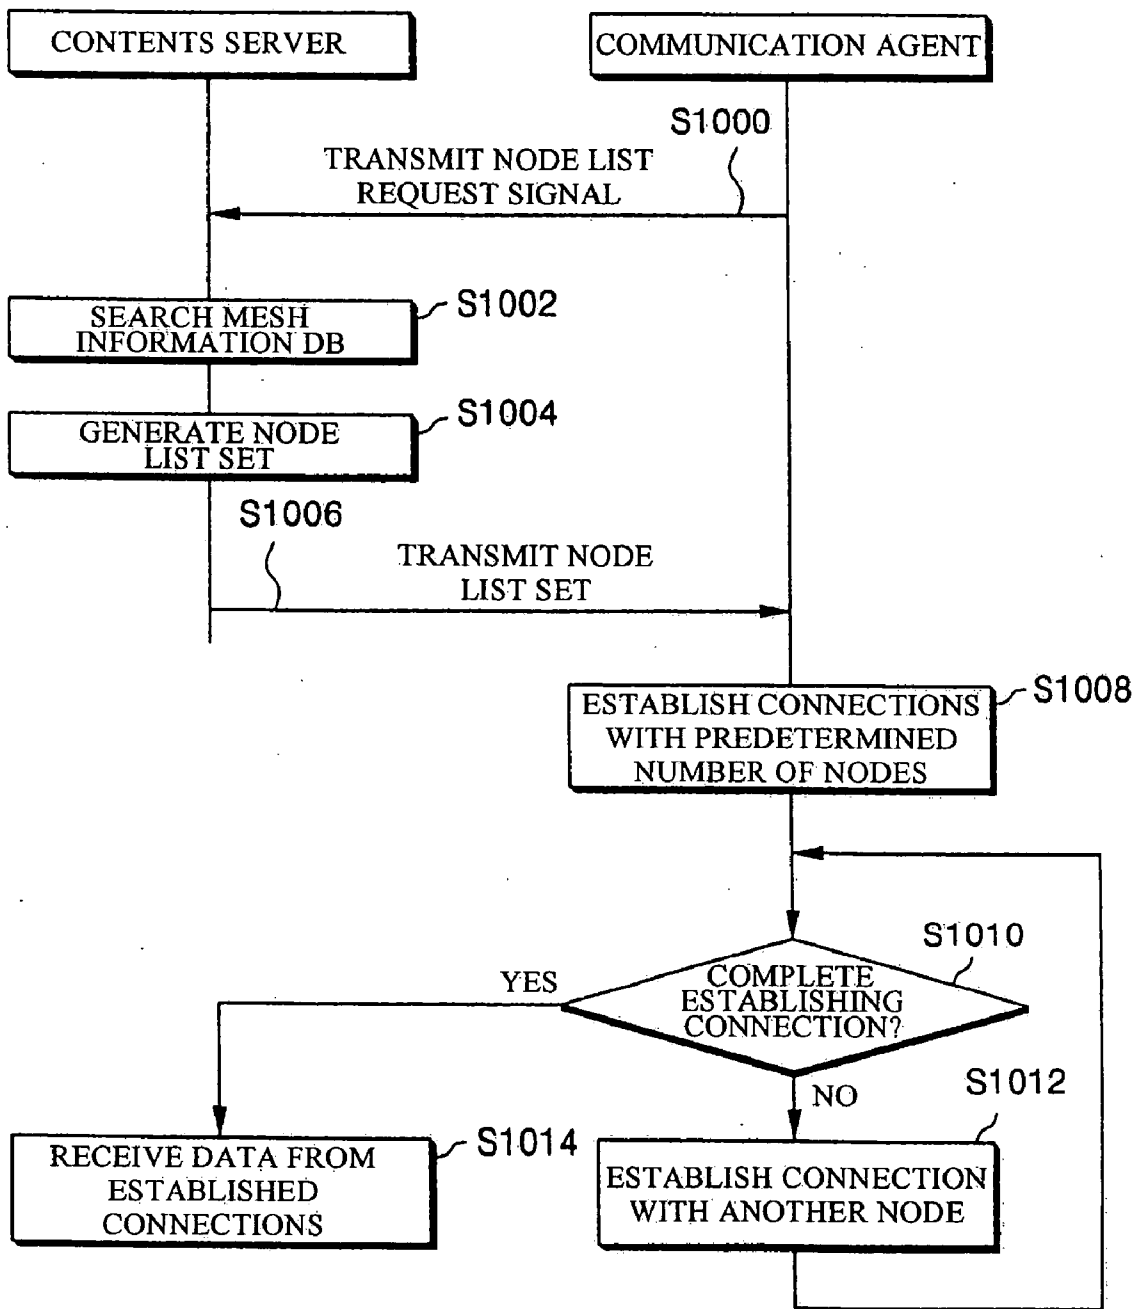 CONTENTS SERVER
COMMUNICATION AGENT
S1000
TRANSMIT NODE LIST
REQUEST SIGNAL
SEARCH MESH
INFORMATION DB
S1002
GENERATE NODE
LIST SET
S1004
S1006
TRANSMIT NODE
LIST SET
ESTABLISH CONNECTIONS
WITH PREDETERMINED
NUMBER OF NODES
S1008
S1010
YES
COMPLETE
ESTABLISHING
CONNECTION?
NO
S1012
RECEIVE DATA FROM
ESTABLISHED
CONNECTIONS
S1014
ESTABLISH CONNECTION
WITH ANOTHER NODE